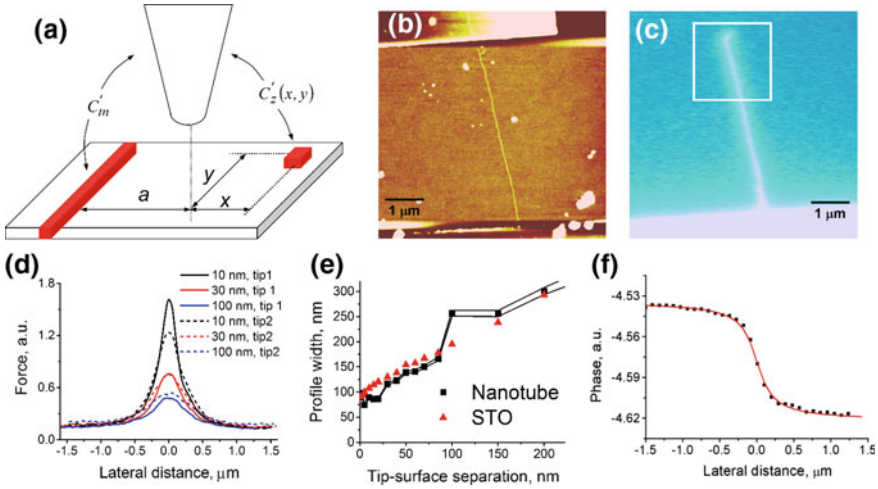 (a)
C'in
C'z(x, y)
a
y
x
(b)
1 μm
(c)
1 μm
(d)
Force, a.u.
1.8
1.2
0.6
0.0
10 nm, tip1
30 nm, tip 1
100 nm, tip 1
10 nm, tip2
30 nm, tip2
100 nm, tip2
-1.5 -1.0 -0.5 0.0 0.5 1.0 1.5
Lateral distance, μm
(e)
Profile width, nm
300
250
200
150
100
50
0
Nanotube
STO
0 50 100 150 200
Tip-surface separation, nm
(f)
Phase, a.u.
-4.53
-4.56
-4.59
-4.62
-1.5 -1.0 -0.5 0.0 0.5 1.0 1.5
Lateral distance, μm